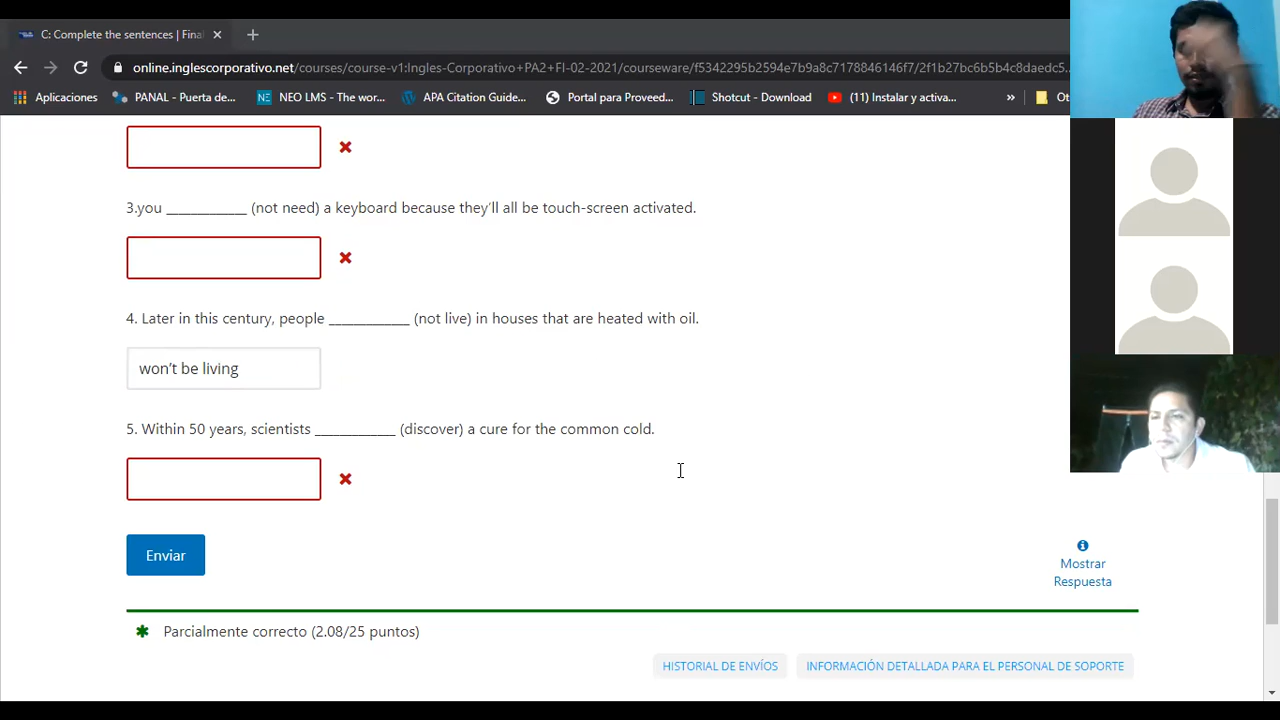 C: Complete the sentences | Fina
online.inglescorporativo.net/courses/course-v1:Ingles-Corporativo+PA2+FI-02-2021/courseware/f5342295b2594e7b9a8c7178846146f7/2f1b27bc6b5b4c8daedc5...
Aplicaciones PANAL - Puerta de... NEO LMS - The wor... APA Citation Guide... Portal para Proveed... Shotcut - Download (11) Instalar y activa... » Ot
3.you ____________ (not need) a keyboard because they'll all be touch-screen activated.
4. Later in this century, people ____________ (not live) in houses that are heated with oil.
won't be living
5. Within 50 years, scientists ____________ (discover) a cure for the common cold.
Enviar
Mostrar
Respuesta
Parcialmente correcto (2.08/25 puntos)
HISTORIAL DE ENVÍOS INFORMACIÓN DETALLADA PARA EL PERSONAL DE SOPORTE